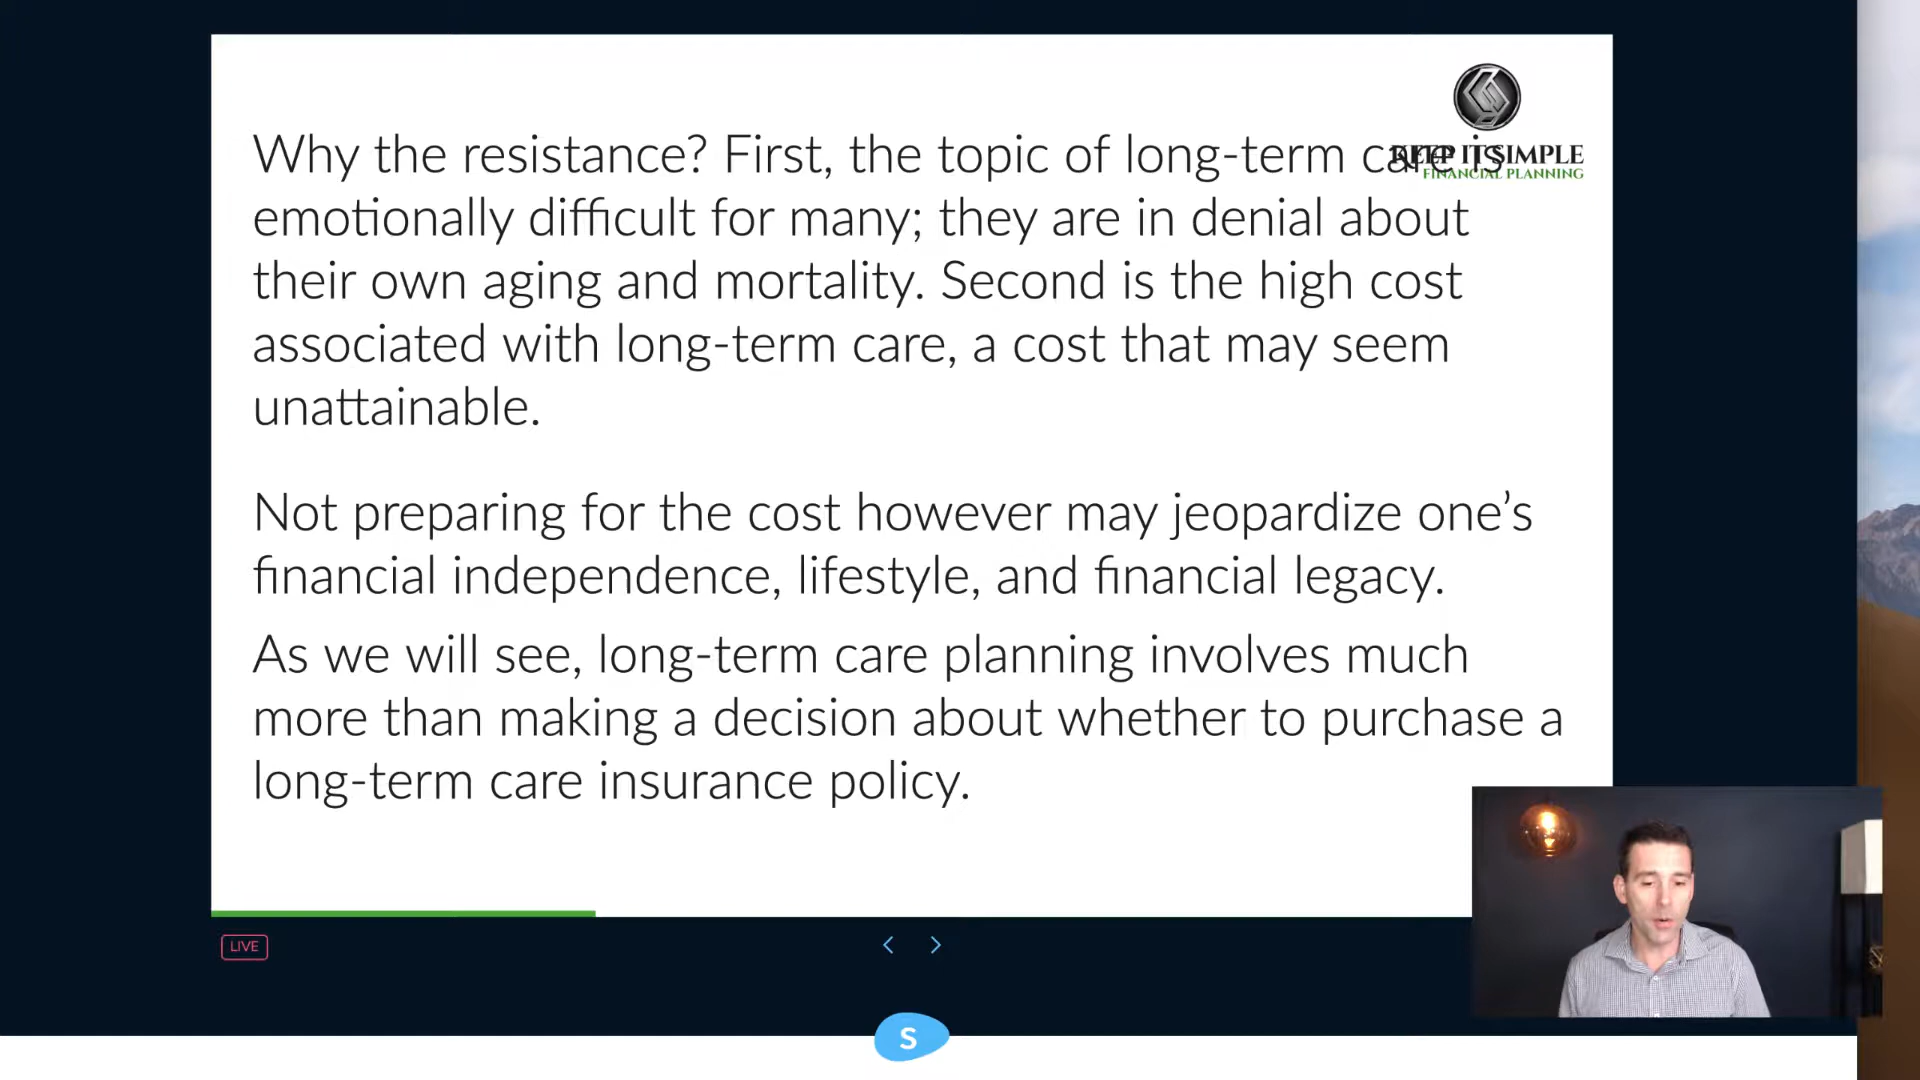 Why the resistance? First, the topic of long-term care is
KEEP IT SIMPLE
FINANCIAL PLANNING
emotionally difficult for many; they are in denial about
their own aging and mortality. Second is the high cost
associated with long-term care, a cost that may seem
unattainable.
Not preparing for the cost however may jeopardize one’s
financial independence, lifestyle, and financial legacy.
As we will see, long-term care planning involves much
more than making a decision about whether to purchase a
long-term care insurance policy.
LIVE
S